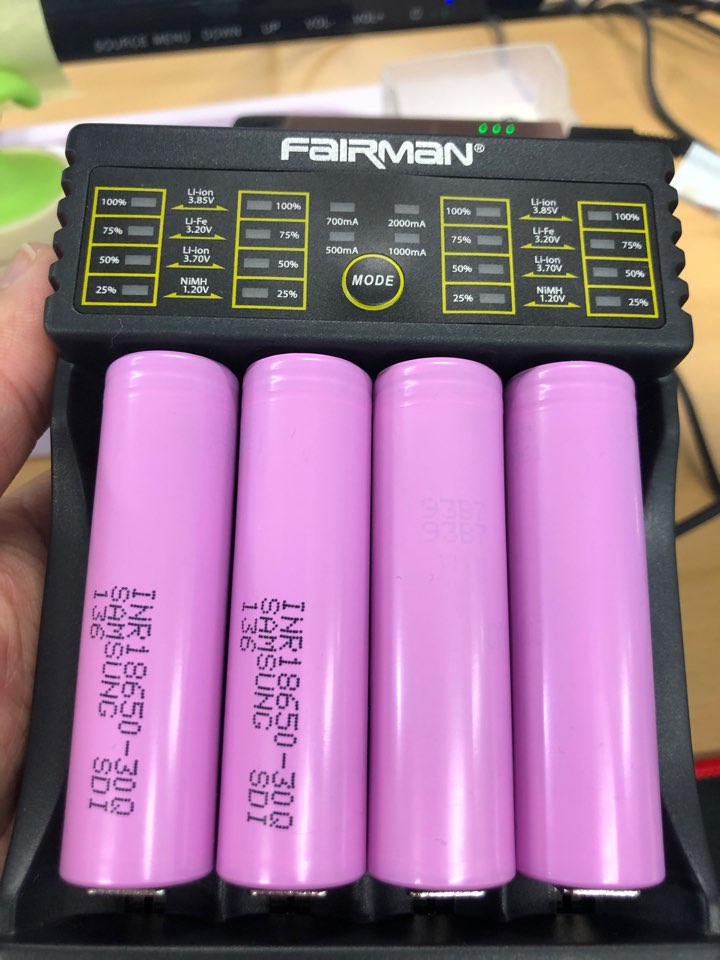 SOURCE MENU DOWN UP VOL- VOL+
FAIRMAN®
100%
75%
50%
25%
Li-ion
3.85V
Li-Fe
3.20V
Li-ion
3.70V
NiMH
1.20V
100%
75%
50%
25%
700mA
2000mA
500mA
1000mA
MODE
100%
75%
50%
25%
Li-ion
3.85V
Li-Fe
3.20V
Li-ion
3.70V
NiMH
1.20V
100%
75%
50%
25%
INR18650-30Q
SAMSUNG SDI
136
INR18650-30Q
SAMSUNG SDI
136
93B7
93B7